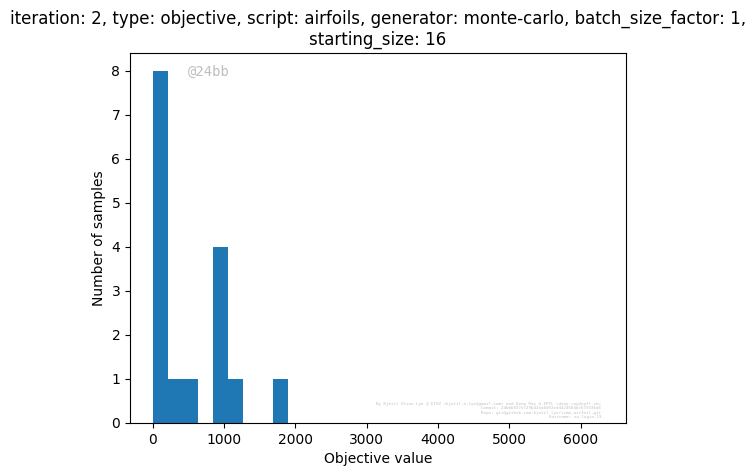 iteration: 2, type: objective, script: airfoils, generator: monte-carlo, batch_size_factor: 1,
starting_size: 16
@24bb
8
7
6
5
4
3
2
1
0
Number of samples
0 1000 2000 3000 4000 5000 6000
Objective value